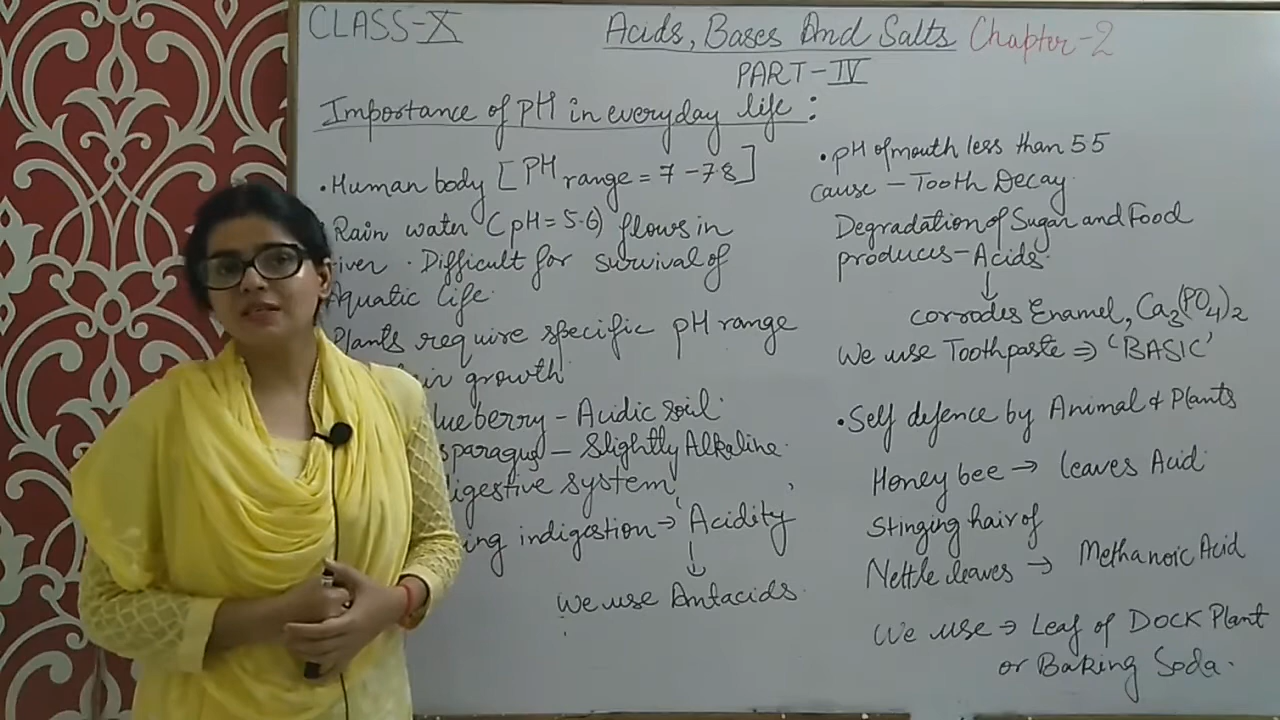 CLASS-X
Acids, Bases And Salts Chapter-2
PART-IV
Importance of pH in everyday life :
• Human body [PH range = 7 - 7.8]
Rain water (pH = 5.6) flows in
iver . Difficult for survival of
Aquatic life.
Plants require specific pH range
eir growth
lueberry - Acidic soil.
sparagus - Slightly Alkaline.
igestive system,
ing indigestion → 'Acidity'
↓
We use Antacids.
• pH of mouth less than 5.5
cause - Tooth Decay.
Degradation of Sugar and Food
produces - Acids.
↓
corrodes Enamel, Ca3(PO4)2
We use Toothpaste ⇒ 'BASIC'
• Self defence by Animal & Plants
Honey bee → leaves Acid.
Stinging hair of
Nettle leaves → Methanoic Acid
We use ⇒ Leaf of DOCK Plant
or Baking Soda.